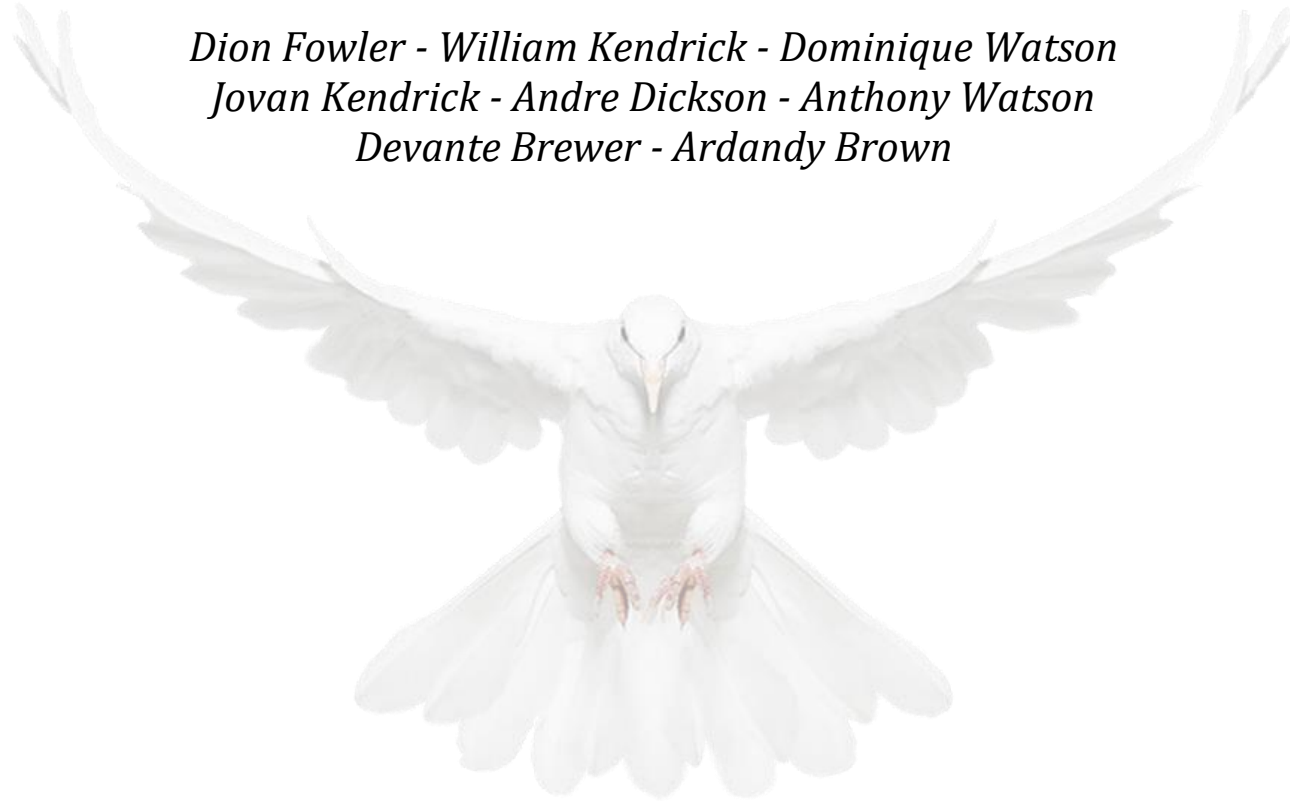 Dion Fowler - William Kendrick - Dominique Watson
Jovan Kendrick - Andre Dickson - Anthony Watson
Devante Brewer - Ardandy Brown